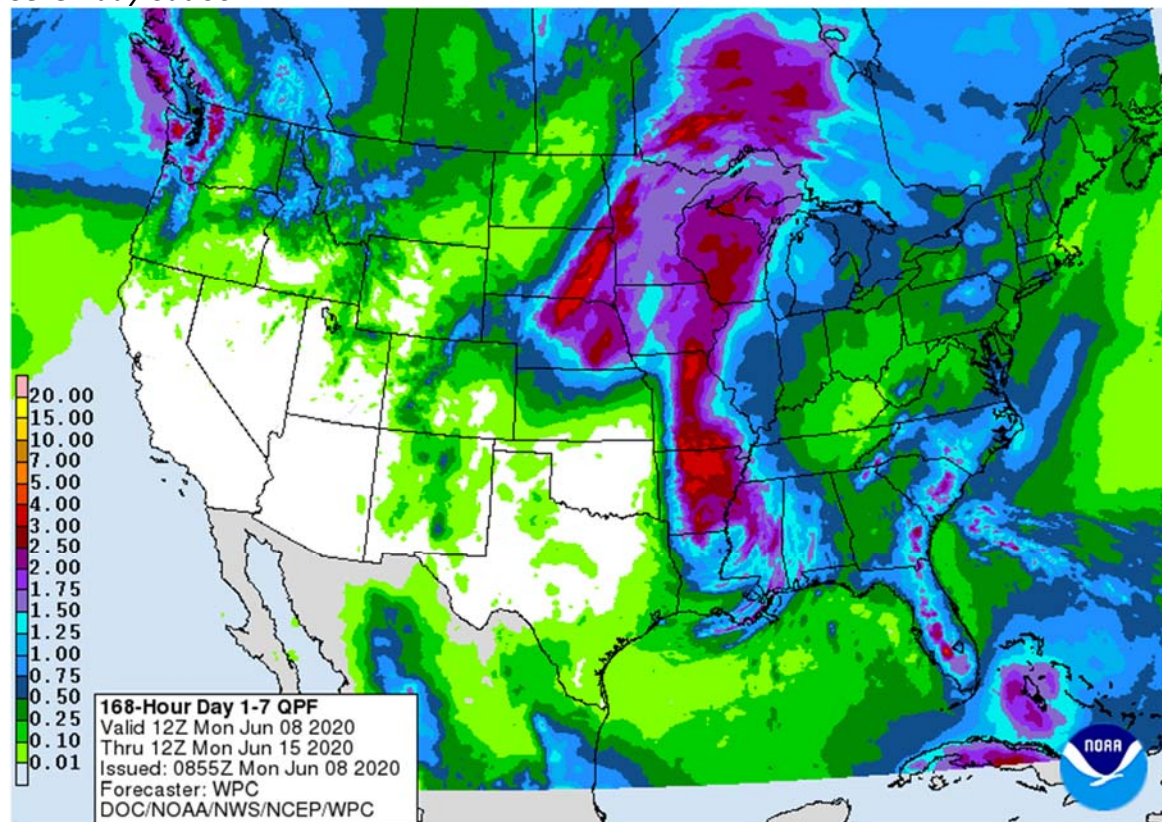 20.00
15.00
10.00
7.00
5.00
4.00
3.00
2.50
2.00
1.75
1.50
1.25
1.00
0.75
0.50
0.25
0.10
0.01
168-Hour Day 1-7 QPF
Valid 12Z Mon Jun 08 2020
Thru 12Z Mon Jun 15 2020
Issued: 0855Z Mon Jun 08 2020
Forecaster: WPC
DOC/NOAA/NWS/NCEP/WPC
NOAA